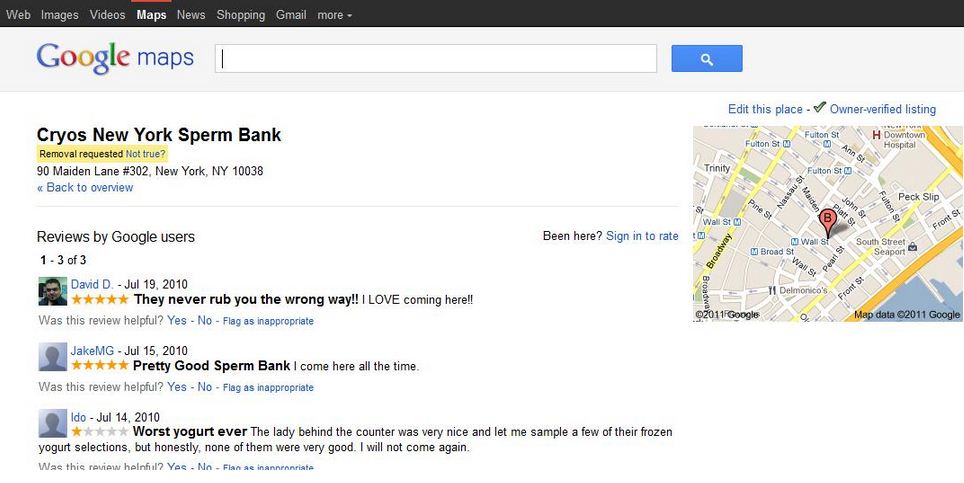 Web Images Videos Maps News Shopping Gmail more
Google maps
Edit this place - Owner-verified listing
Cryos New York Sperm Bank
Removal requested Not true?
90 Maiden Lane #302, New York, NY 10038
« Back to overview
Reviews by Google users
Been here? Sign in to rate
1 - 3 of 3
David D. - Jul 19, 2010
They never rub you the wrong way!! I LOVE coming here!!
Was this review helpful? Yes - No - Flag as inappropriate
JakeMG - Jul 15, 2010
Pretty Good Sperm Bank I come here all the time.
Was this review helpful? Yes - No - Flag as inappropriate
Ido - Jul 14, 2010
Worst yogurt ever The lady behind the counter was very nice and let me sample a few of their frozen
yogurt selections, but honestly, none of them were very good. I will not come again.
Was this review helpful? Yes - No - Flag as inappropriate
Fulton St
Fulton St
Downtown
Hospital
Trinity
Fulton St
Nassau St
Maiden
John St
Platt St
Fulton St
Peck Slip
Pine St
Wall St
B
Wall St
Broad St
Wall St
Pearl St
South Street
Seaport
Front St
Broadway
Broadway
Delmonico's
Front St
©2011 Google
Map data ©2011 Google